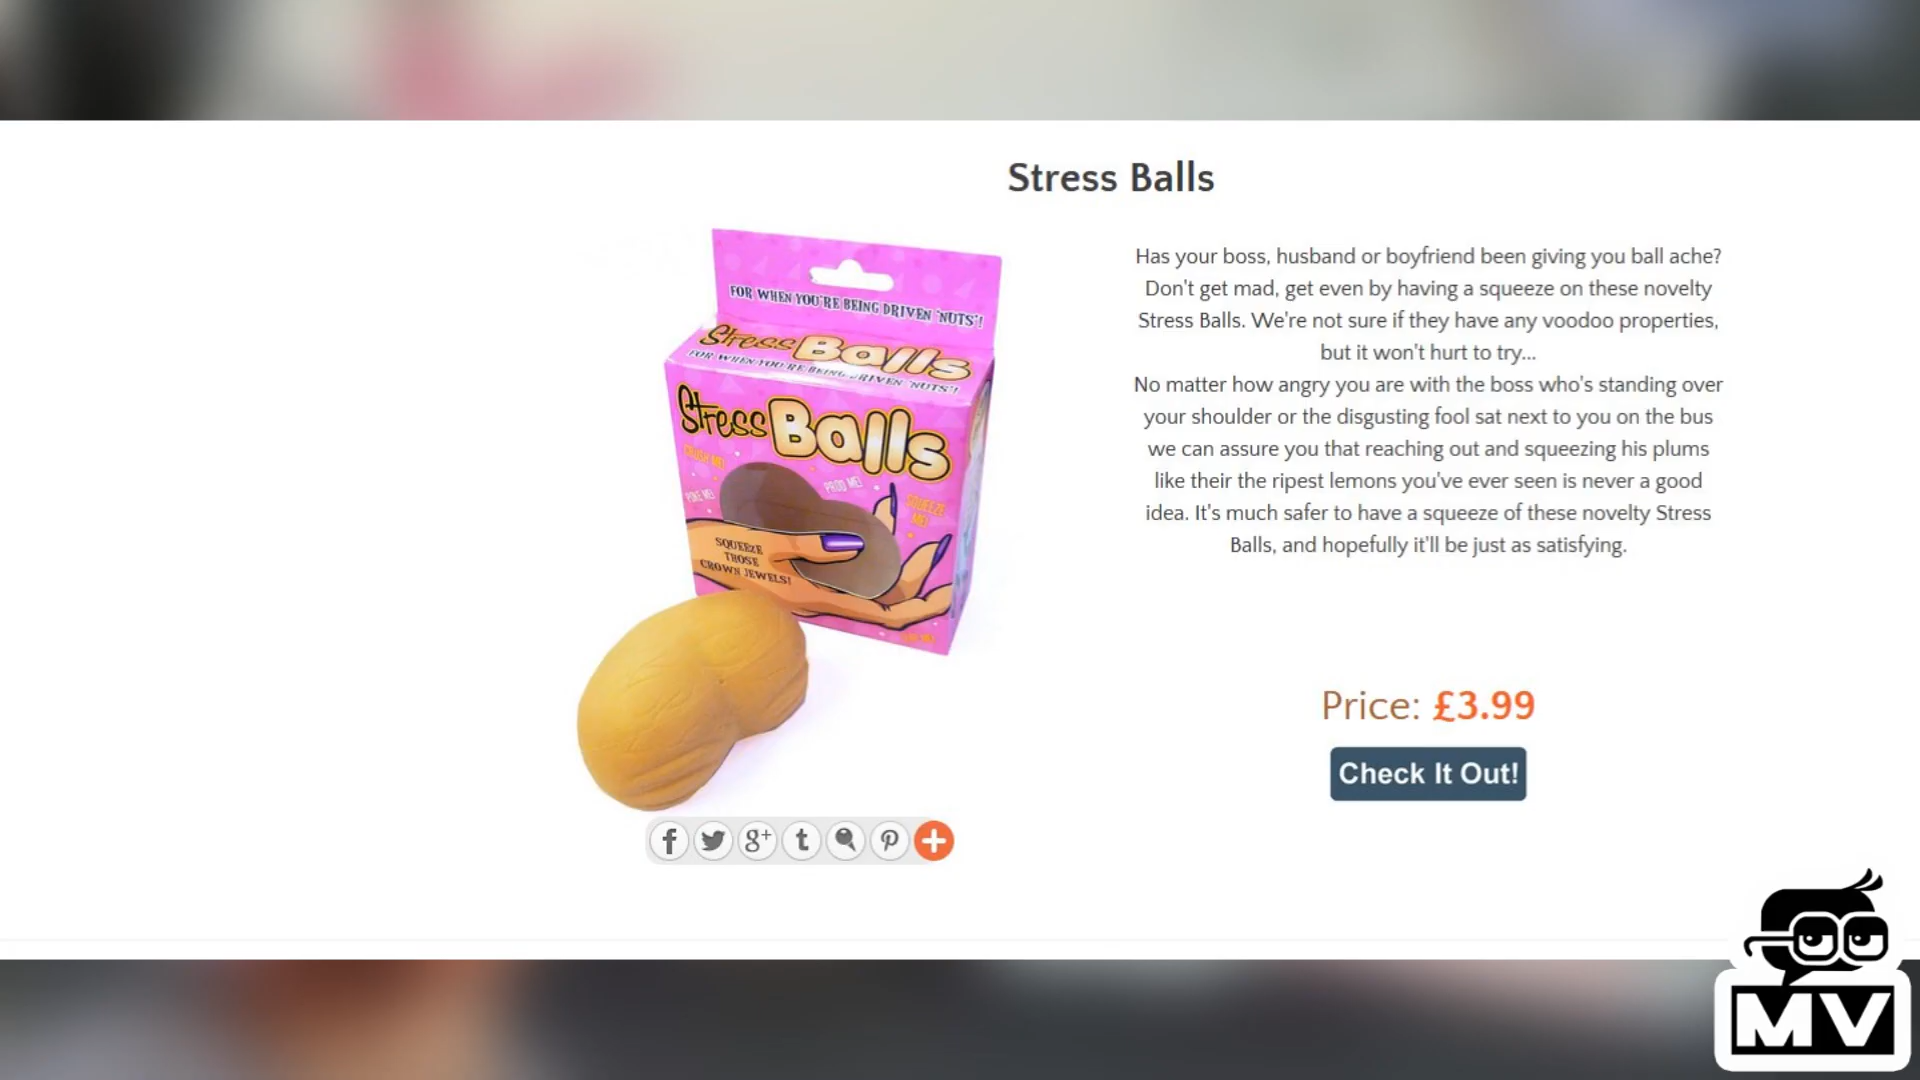 Stress Balls
FOR WHEN YOU'RE BEING DRIVEN 'NUTS'!
Stress Balls
FOR WHEN YOU'RE BEING DRIVEN 'NUTS'!
Stress Balls
CRUSH ME!
POKE ME!
PROD ME!
SQUEEZE
ME!
SQUEEZE
THOSE
CROWN JEWELS!
Has your boss, husband or boyfriend been giving you ball ache?
Don't get mad, get even by having a squeeze on these novelty
Stress Balls. We're not sure if they have any voodoo properties,
but it won't hurt to try...
No matter how angry you are with the boss who's standing over
your shoulder or the disgusting fool sat next to you on the bus
we can assure you that reaching out and squeezing his plums
like their the ripest lemons you've ever seen is never a good
idea. It's much safer to have a squeeze of these novelty Stress
Balls, and hopefully it'll be just as satisfying.
Price: £3.99
Check It Out!
MV